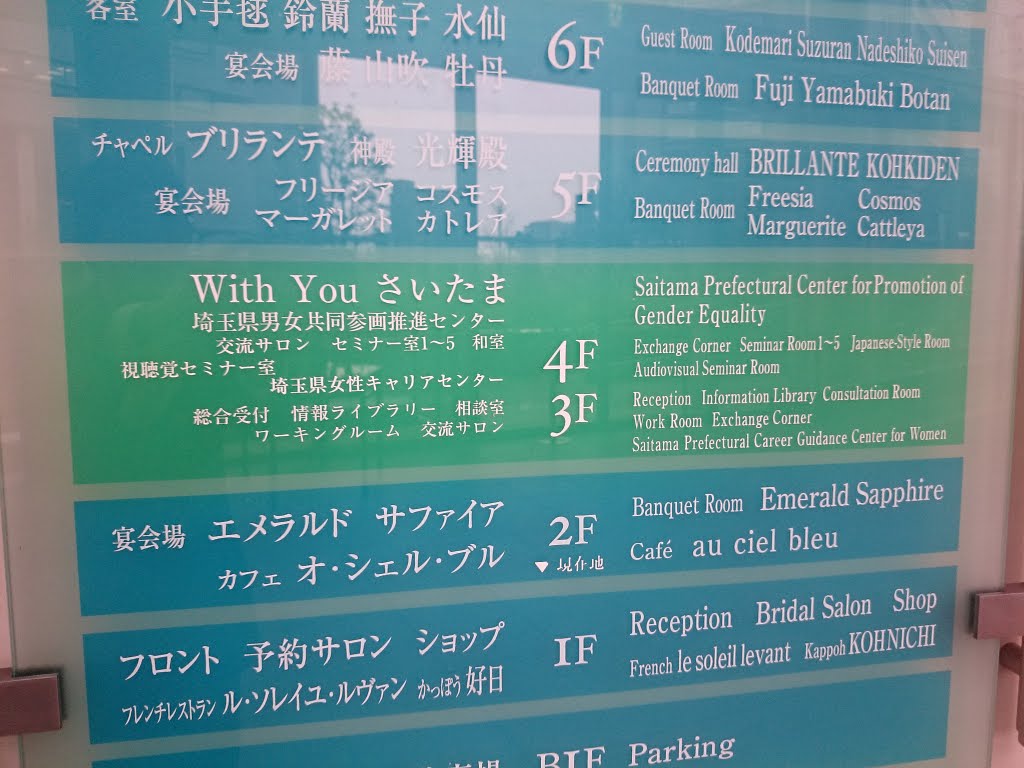 客室 小手毬 鈴蘭 撫子 水仙
宴会場 藤 山吹 牡丹
6F
Guest Room Kodemari Suzuran Nadeshiko Suisen
Banquet Room Fuji Yamabuki Botan
チャペル ブリランテ 神殿 光輝殿
宴会場 フリージア コスモス
マーガレット カトレア
5F
Ceremony hall BRILLANTE KOHKIDEN
Banquet Room Freesia Cosmos
Marguerite Cattleya
With You さいたま
埼玉県男女共同参画推進センター
交流サロン セミナー室1〜5 和室
視聴覚セミナー室
埼玉県女性キャリアセンター
総合受付 情報ライブラリー 相談室
ワーキングルーム 交流サロン
4F
3F
Saitama Prefectural Center for Promotion of
Gender Equality
Exchange Corner Seminar Room1~5 Japanese-Style Room
Audiovisual Seminar Room
Reception Information Library Consultation Room
Work Room Exchange Corner
Saitama Prefectural Career Guidance Center for Women
宴会場 エメラルド サファイア
カフェ オ・シェル・ブル
2F
▼ 現在地
Banquet Room Emerald Sapphire
Café au ciel bleu
フロント 予約サロン ショップ
フレンチレストラン ル・ソレイユ・ルヴァン かっぽう 好日
1F
Reception Bridal Salon Shop
French le soleil levant Kappoh KOHNICHI
B1F Parking